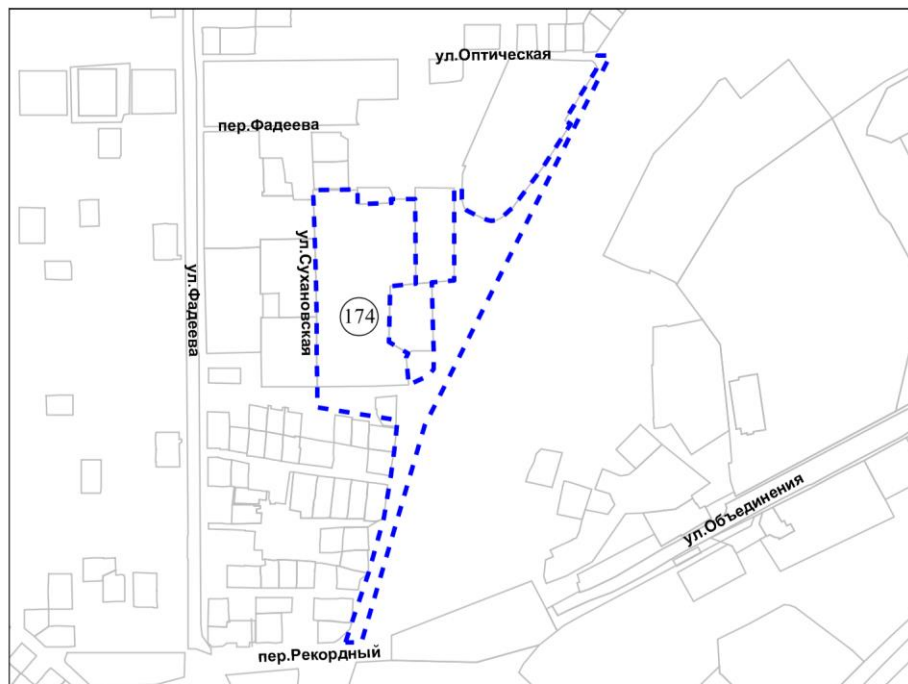 ул.Оптическая
пер.Фадеева
ул.Сухановская
ул.Фадеева
174
ул.Объединения
пер.Рекордный